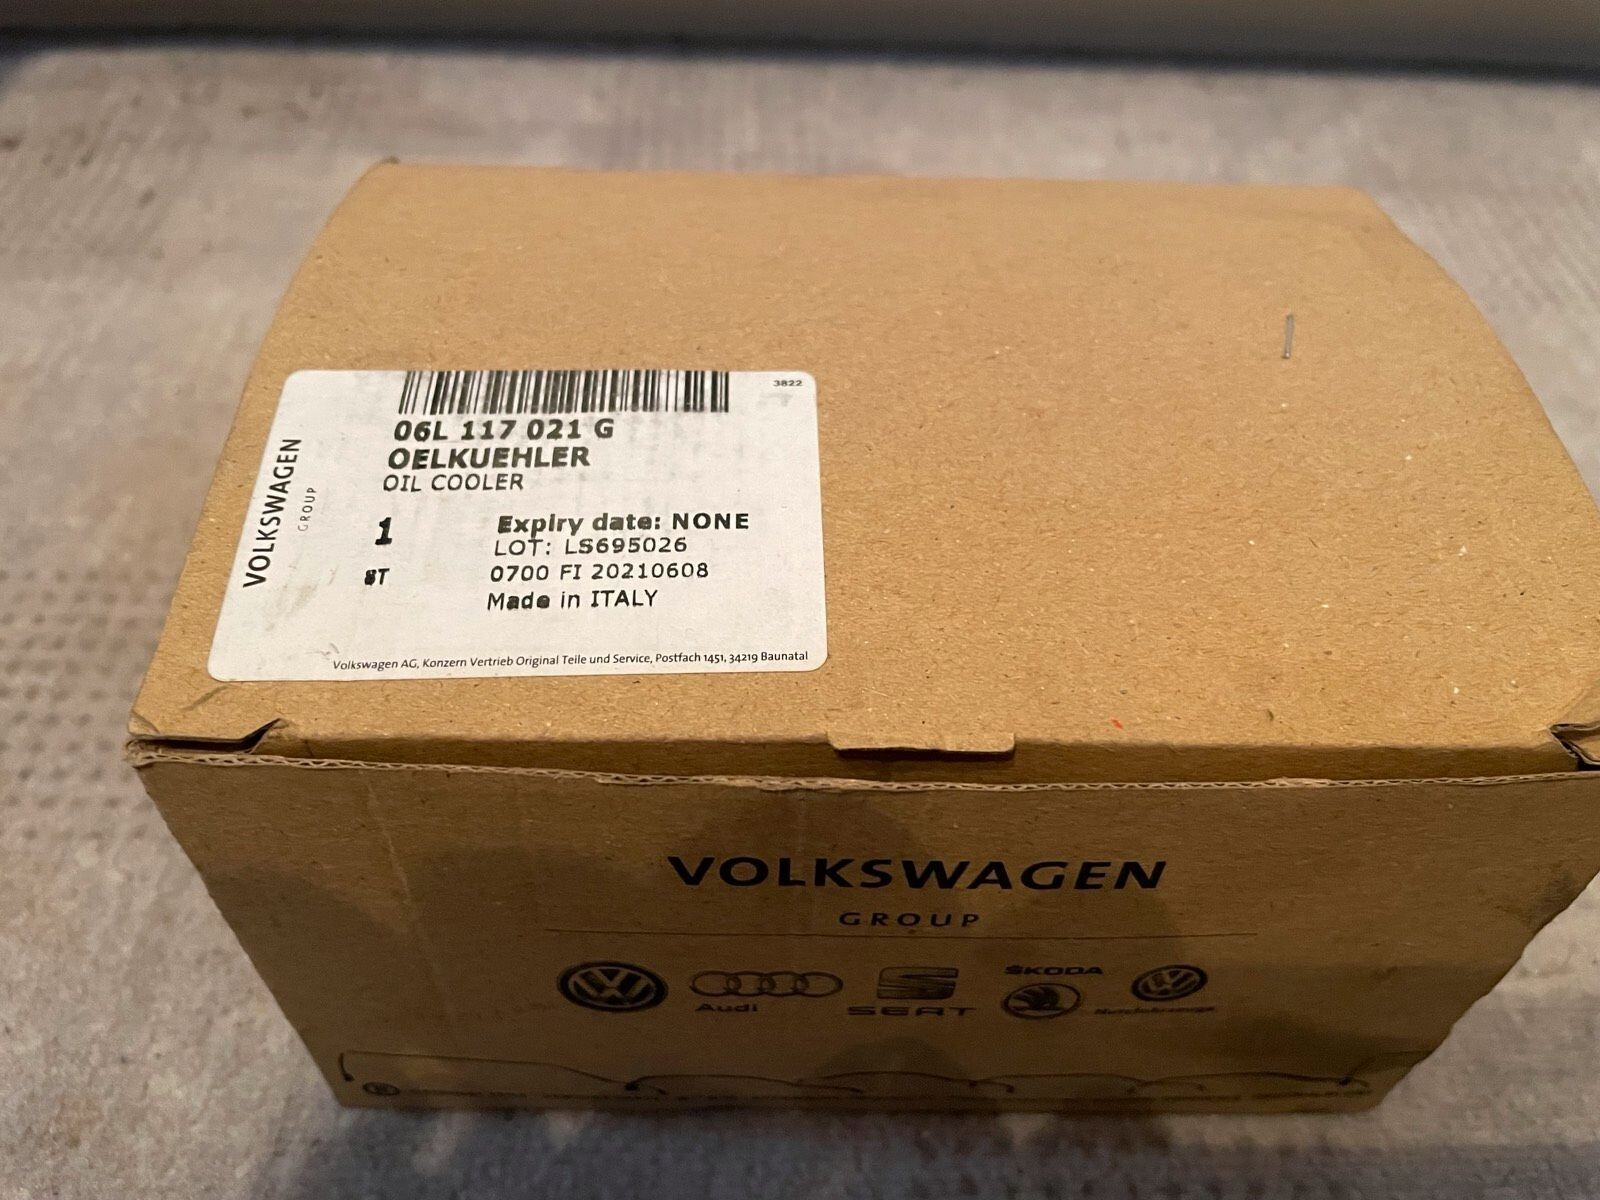 3822
06L 117 021 G
OELKUEHLER
OIL COOLER
VOLKSWAGEN
GROUP
1
ST
Expiry date: NONE
LOT: LS695026
0700 FI 20210608
Made in ITALY
Volkswagen AG, Konzern Vertrieb Original Teile und Service, Postfach 1451, 34219 Baunatal
VOLKSWAGEN
GROUP
Audi
SEAT
ŠKODA
Nutzfahrzeuge